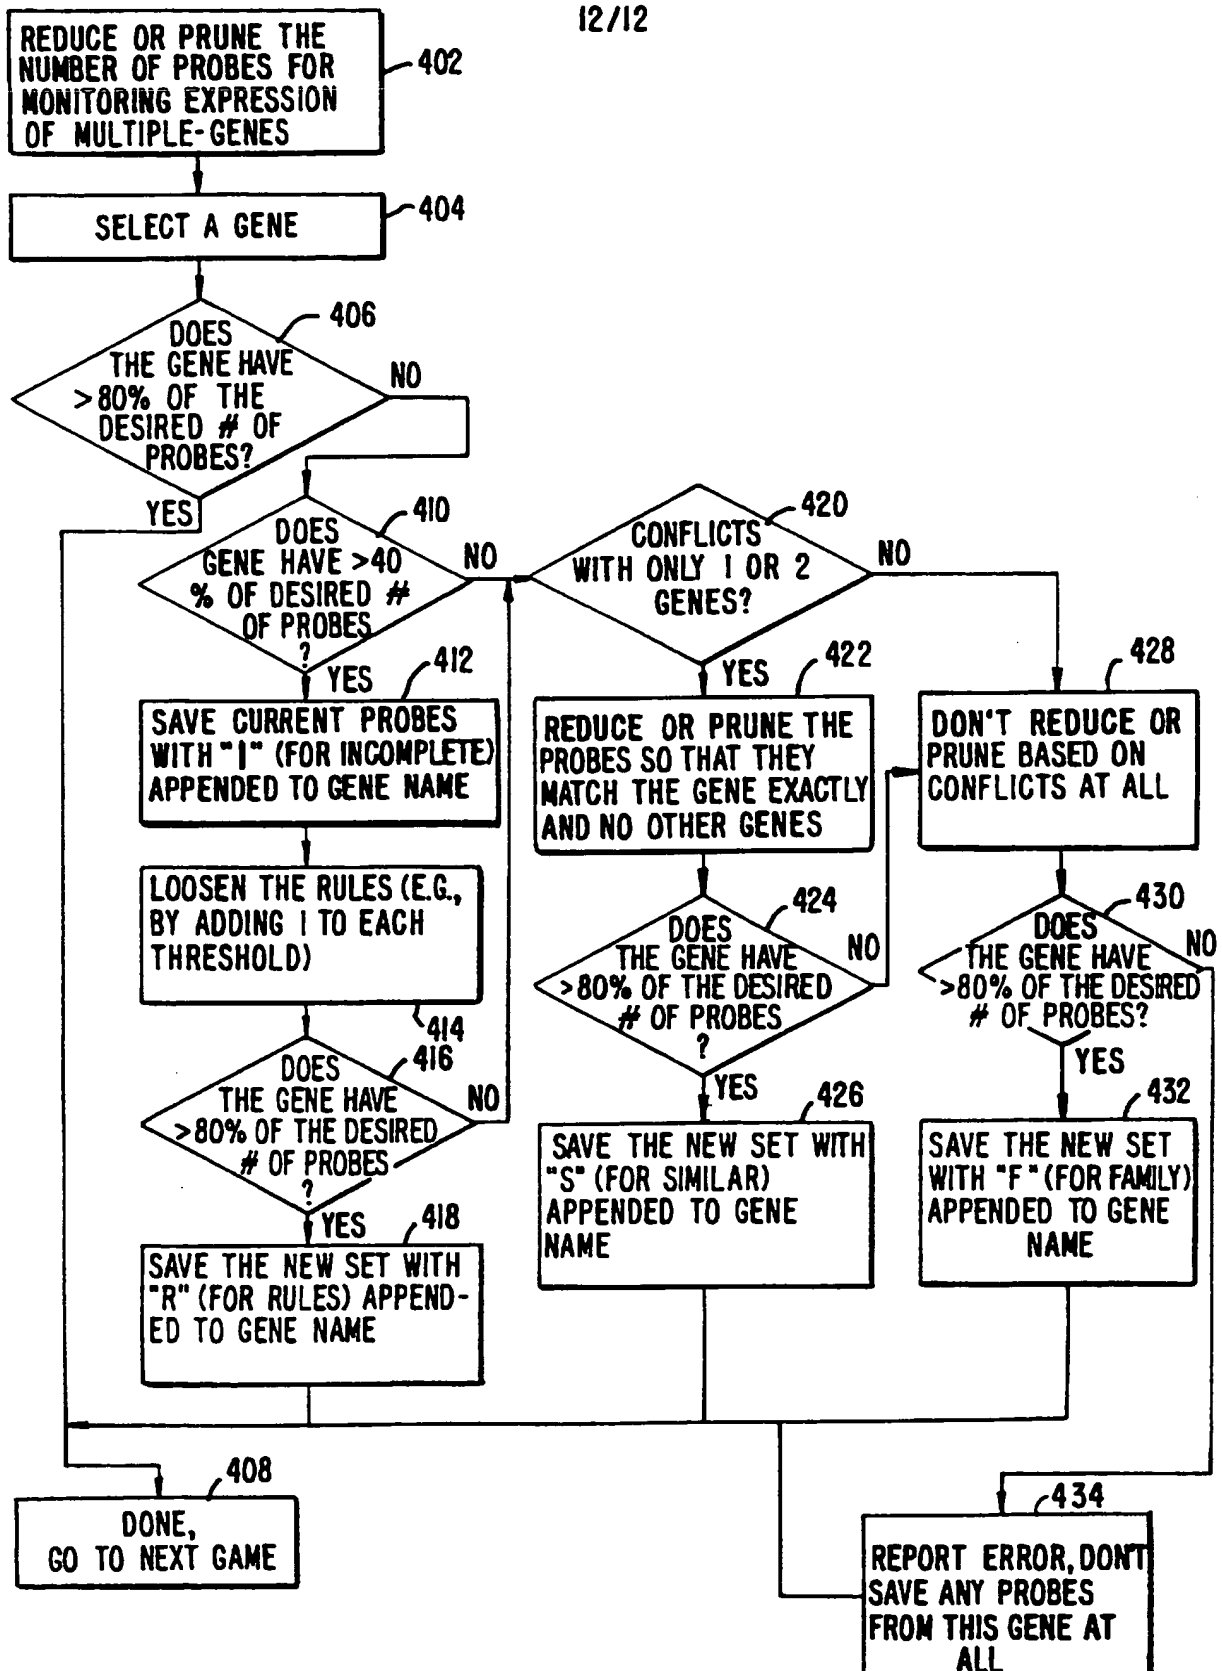 12/12
REDUCE OR PRUNE THE
NUMBER OF PROBES FOR
MONITORING EXPRESSION
OF MULTIPLE-GENES
402
SELECT A GENE
404
DOES
THE GENE HAVE
>80% OF THE
DESIRED # OF
PROBES?
406
NO
YES
DOES
GENE HAVE >40
% OF DESIRED #
OF PROBES
?
410
NO
YES
SAVE CURRENT PROBES
WITH "I" (FOR INCOMPLETE)
APPENDED TO GENE NAME
412
LOOSEN THE RULES (E.G.,
BY ADDING 1 TO EACH
THRESHOLD)
414
DOES
THE GENE HAVE
>80% OF THE DESIRED
# OF PROBES
?
416
NO
YES
SAVE THE NEW SET WITH
"R" (FOR RULES) APPEND-
ED TO GENE NAME
418
CONFLICTS
WITH ONLY 1 OR 2
GENES?
420
NO
YES
REDUCE OR PRUNE THE
PROBES SO THAT THEY
MATCH THE GENE EXACTLY
AND NO OTHER GENES
422
DOES
THE GENE HAVE
>80% OF THE DESIRED
# OF PROBES
?
424
NO
YES
SAVE THE NEW SET WITH
"S" (FOR SIMILAR)
APPENDED TO GENE
NAME
426
DON'T REDUCE OR
PRUNE BASED ON
CONFLICTS AT ALL
428
DOES
THE GENE HAVE
>80% OF THE DESIRED
# OF PROBES?
430
NO
YES
SAVE THE NEW SET
WITH "F" (FOR FAMILY)
APPENDED TO GENE
NAME
432
DONE,
GO TO NEXT GAME
408
REPORT ERROR, DON'T
SAVE ANY PROBES
FROM THIS GENE AT
ALL
434